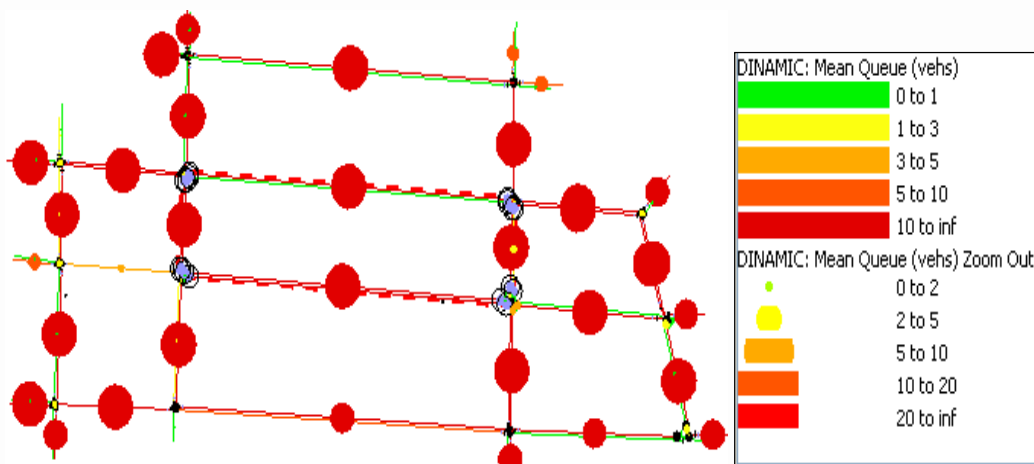 DINAMIC: Mean Queue (vehs)
0 to 1
1 to 3
3 to 5
5 to 10
10 to inf
DINAMIC: Mean Queue (vehs) Zoom Out
0 to 2
2 to 5
5 to 10
10 to 20
20 to inf